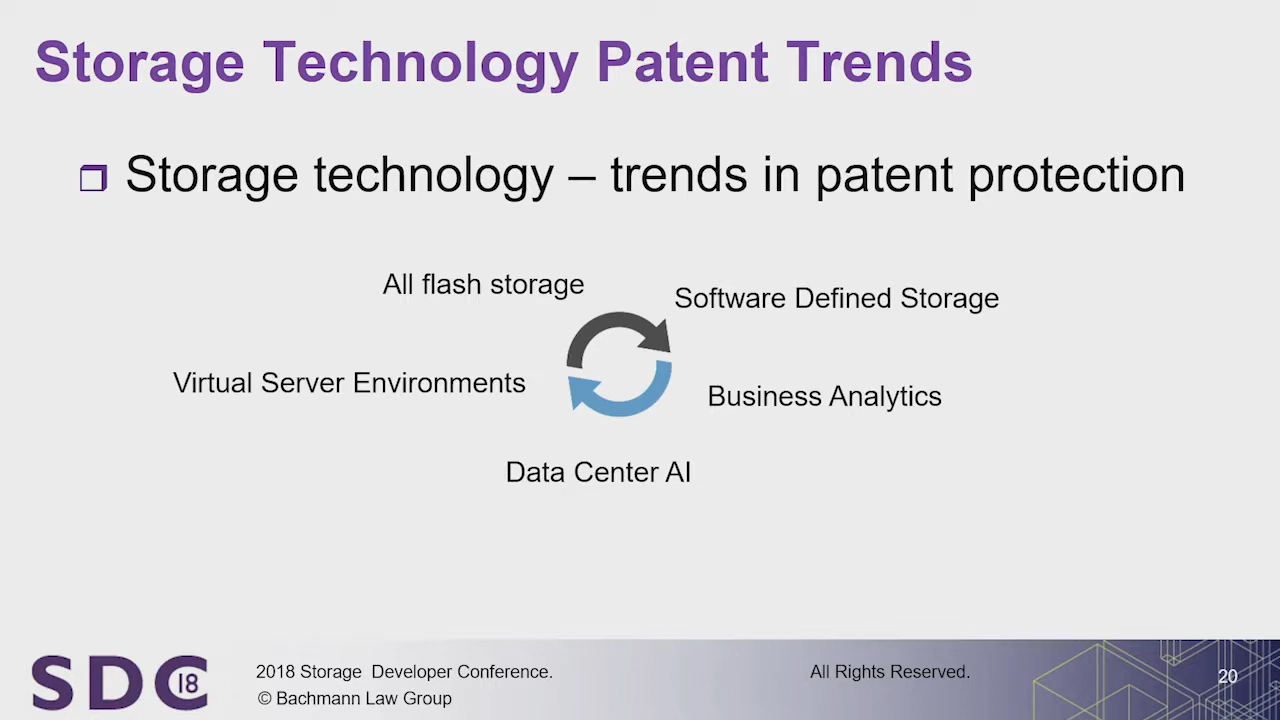 Storage Technology Patent Trends
Storage technology – trends in patent protection
All flash storage
Software Defined Storage
Virtual Server Environments
Business Analytics
Data Center AI
SDC 18
2018 Storage Developer Conference.
© Bachmann Law Group
All Rights Reserved.
20